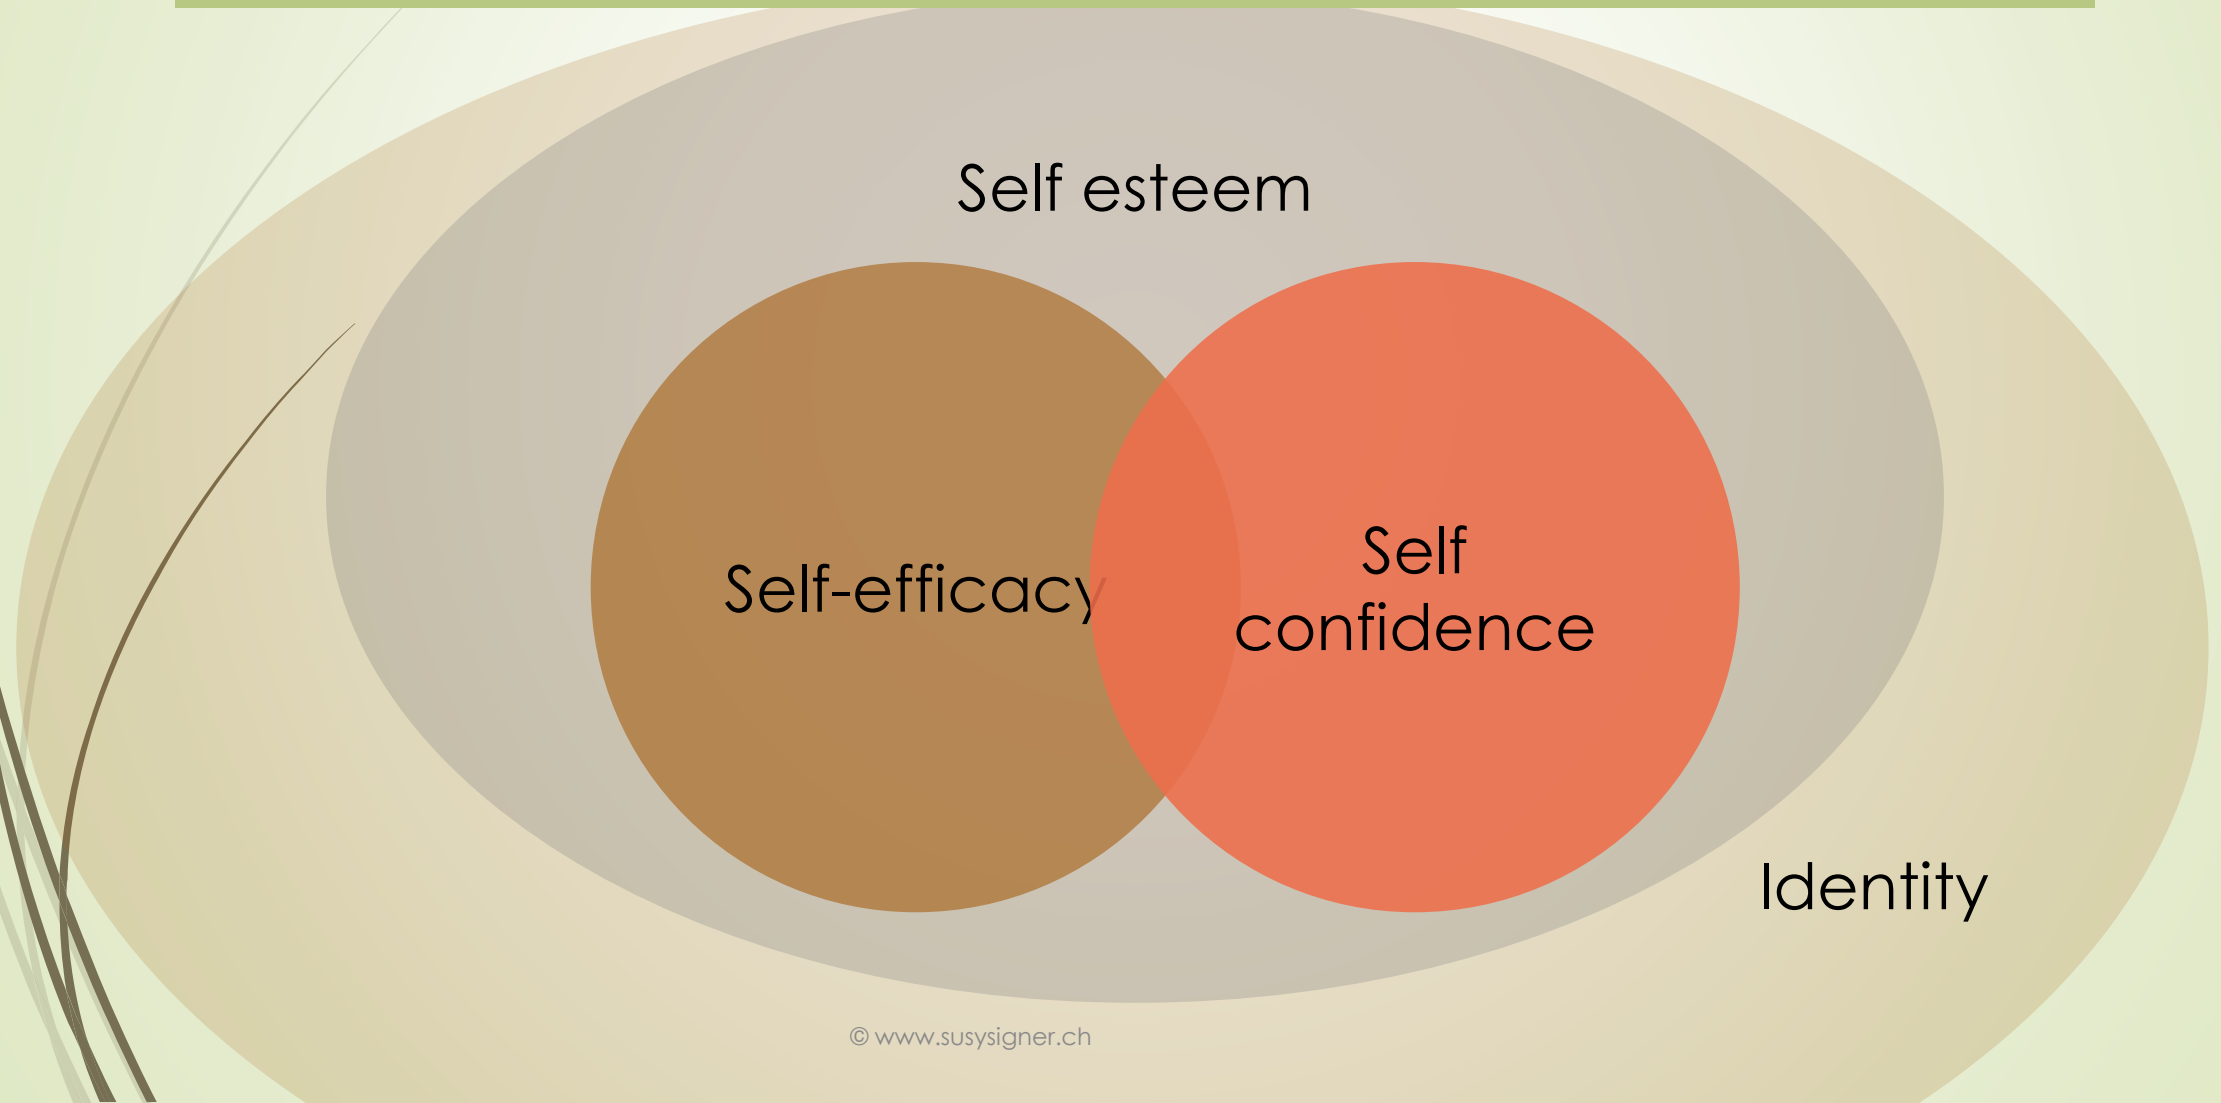 Self esteem
Self-efficacy
Self
confidence
Identity
© www.susysigner.ch